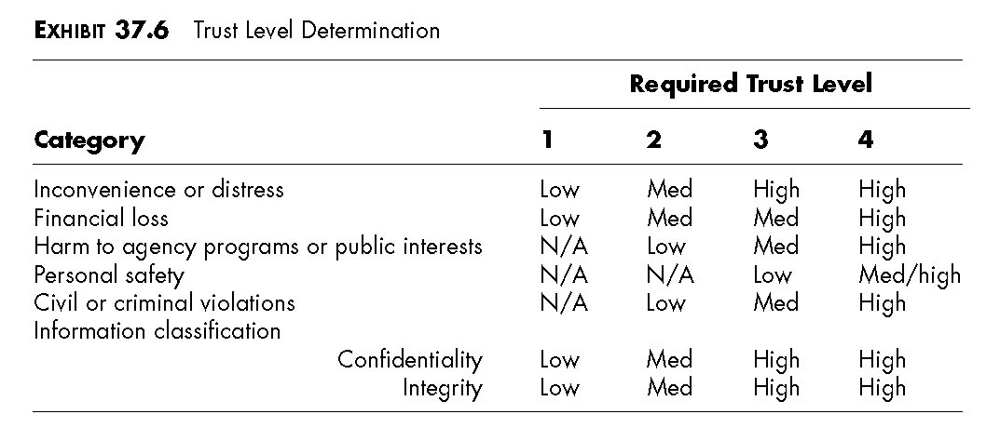 EXHIBIT 37.6 Trust Level Determination
Required Trust Level
Category 1 2 3 4
Inconvenience or distress Low Med High High
Financial loss Low Med Med High
Harm to agency programs or public interests N/A Low Med High
Personal safety N/A N/A Low Med/high
Civil or criminal violations N/A Low Med High
Information classification
Confidentiality Low Med High High
Integrity Low Med High High